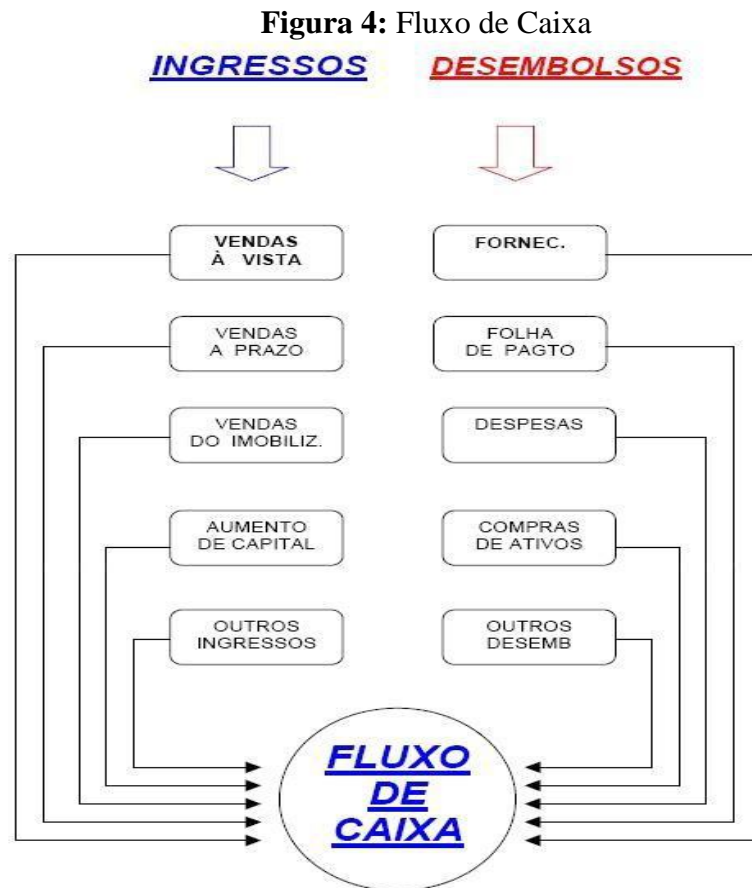 Figura 4: Fluxo de Caixa
INGRESSOS
DESEMBOLSOS
VENDAS
À VISTA
FORNEC.
VENDAS
A PRAZO
FOLHA
DE PAGTO
VENDAS
DO IMOBILIZ.
DESPESAS
AUMENTO
DE CAPITAL
COMPRAS
DE ATIVOS
OUTROS
INGRESSOS
OUTROS
DESEMB
FLUXO
DE
CAIXA